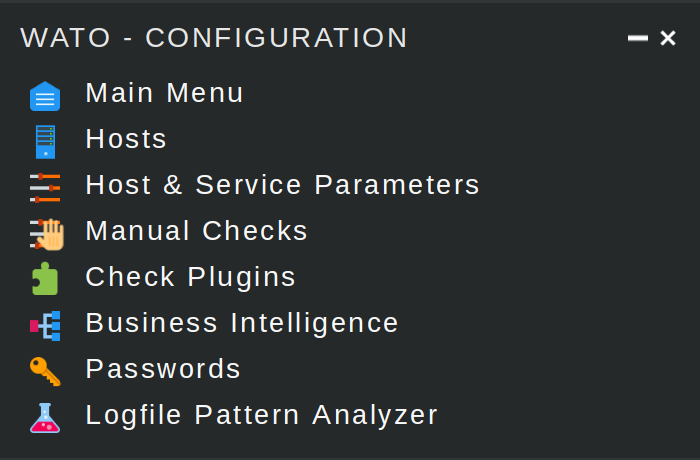 WATO - CONFIGURATION
Main Menu
Hosts
Host & Service Parameters
Manual Checks
Check Plugins
Business Intelligence
Passwords
Logfile Pattern Analyzer